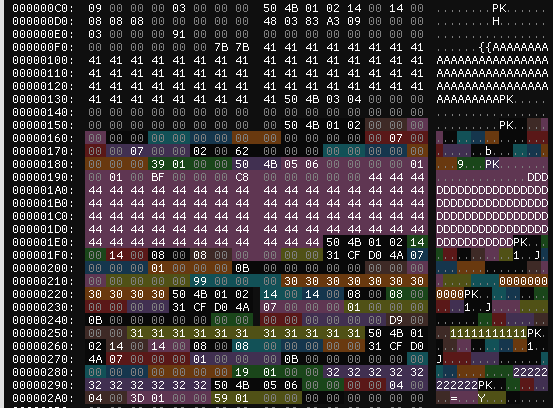 000000C0: 09 00 00 00 03 00 00 00 50 4B 01 02 14 00 14 00 ........PK......
000000D0: 08 08 08 00 00 00 00 00 48 03 83 A3 09 00 00 00 ........H.......
000000E0: 03 00 00 00 91 00 00 00 00 00 00 00 00 00 00 00 ................
000000F0: 00 00 00 00 00 00 7B 7B 41 41 41 41 41 41 41 41 ......{{AAAAAAAA
00000100: 41 41 41 41 41 41 41 41 41 41 41 41 41 41 41 41 AAAAAAAAAAAAAAAA
00000110: 41 41 41 41 41 41 41 41 41 41 41 41 41 41 41 41 AAAAAAAAAAAAAAAA
00000120: 41 41 41 41 41 41 41 41 41 41 41 41 41 41 41 41 AAAAAAAAAAAAAAAA
00000130: 41 41 41 41 41 41 41 41 41 50 4B 03 04 00 00 00 AAAAAAAAAPK.....
00000140: 00 00 00 00 00 00 00 00 00 00 00 00 00 00 00 00 ................
00000150: 00 00 00 00 00 00 00 00 00 50 4B 01 02 00 00 00 .........PK.....
00000160: 00 00 00 00 00 00 00 00 00 00 00 00 00 00 07 00 ................
00000170: 00 00 07 00 00 02 00 62 00 00 00 00 00 00 00 00 .......b........
00000180: 00 00 00 39 01 00 00 50 4B 05 06 00 00 00 00 01 ...9...PK.......
00000190: 00 01 00 BF 00 00 00 C8 00 00 00 00 00 44 44 44 .............DDD
000001A0: 44 44 44 44 44 44 44 44 44 44 44 44 44 44 44 44 DDDDDDDDDDDDDDDD
000001B0: 44 44 44 44 44 44 44 44 44 44 44 44 44 44 44 44 DDDDDDDDDDDDDDDD
000001C0: 44 44 44 44 44 44 44 44 44 44 44 44 44 44 44 44 DDDDDDDDDDDDDDDD
000001D0: 44 44 44 44 44 44 44 44 44 44 44 44 44 44 44 44 DDDDDDDDDDDDDDDD
000001E0: 44 44 44 44 44 44 44 44 44 44 44 50 4B 01 02 14 DDDDDDDDDDDPK...
000001F0: 00 14 00 08 00 08 00 00 00 00 00 31 CF D0 4A 07 ...........1..J.
00000200: 00 00 00 01 00 00 00 0B 00 00 00 00 00 00 00 00 ................
00000210: 00 00 00 00 00 99 00 00 00 30 30 30 30 30 30 30 .........0000000
00000220: 30 30 30 30 50 4B 01 02 14 00 14 00 08 00 08 00 0000PK..........
00000230: 00 00 00 00 31 CF D0 4A 07 00 00 00 01 00 00 00 ....1..J........
00000240: 0B 00 00 00 00 00 00 00 00 00 00 00 00 00 D9 00 ................
00000250: 00 00 31 31 31 31 31 31 31 31 31 31 31 50 4B 01 ..11111111111PK.
00000260: 02 14 00 14 00 08 00 08 00 00 00 00 00 31 CF D0 .............1..
00000270: 4A 07 00 00 00 01 00 00 00 0B 00 00 00 00 00 00 J...............
00000280: 00 00 00 00 00 00 00 19 01 00 00 32 32 32 32 32 ...........22222
00000290: 32 32 32 32 32 32 50 4B 05 06 00 00 00 00 04 00 222222PK........
000002A0: 04 00 3D 01 00 00 59 01 00 00 00 00 ..=...Y.....